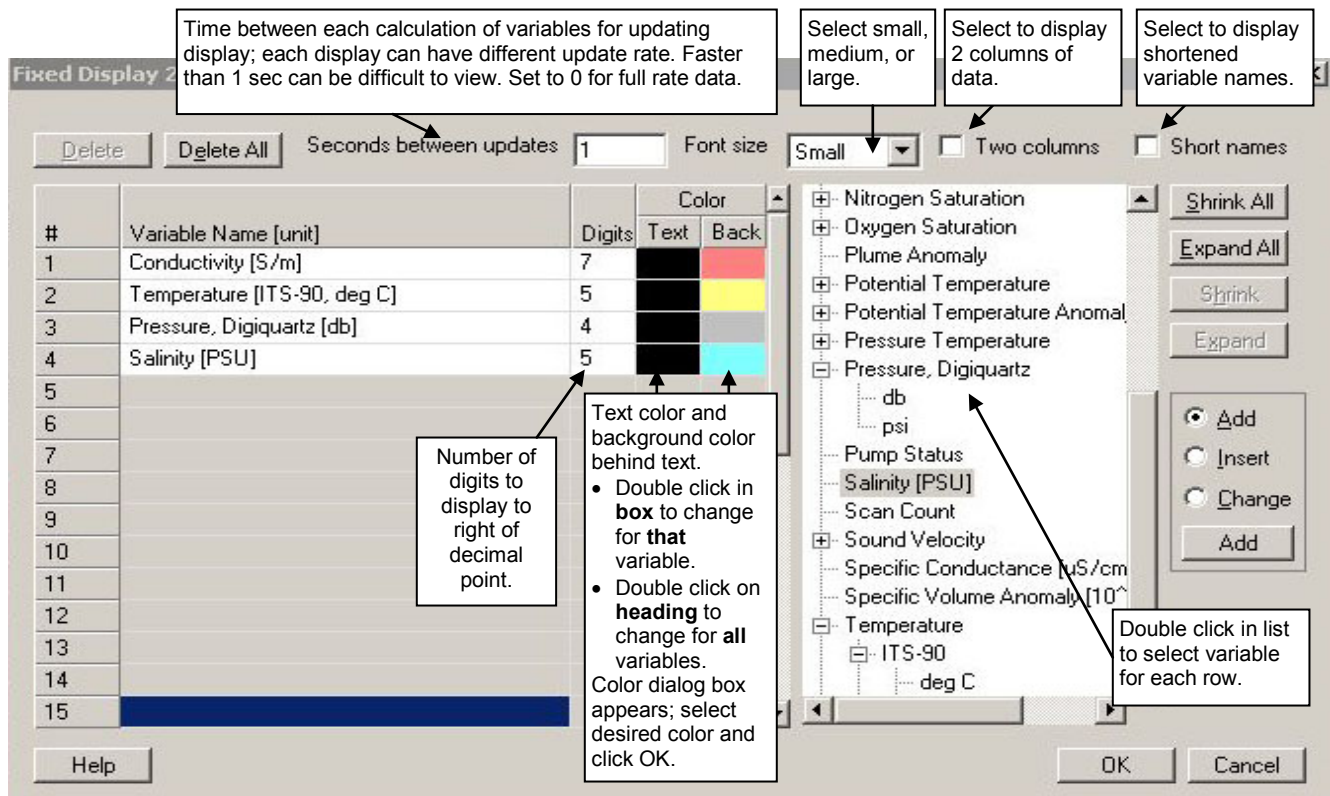 Time between each calculation of variables for updating
display; each display can have different update rate. Faster
than 1 sec can be difficult to view. Set to 0 for full rate data.
Select small,
medium, or
large.
Select to display
2 columns of
data.
Select to display
shortened
variable names.
Fixed Display 2
Delete
Delete All
Seconds between updates
1
Font size
Small
Two columns
Short names
Color
#
Variable Name [unit]
Digits
Text
Back
1
Conductivity [S/m]
7
2
Temperature [ITS-90, deg C]
5
3
Pressure, Digiquartz [db]
4
4
Salinity [PSU]
5
5
6
7
8
9
10
11
12
13
14
15
Number of
digits to
display to
right of
decimal
point.
Text color and
background color
behind text.
• Double click in
box to change
for that
variable.
• Double click on
heading to
change for all
variables.
Color dialog box
appears; select
desired color and
click OK.
Nitrogen Saturation
Oxygen Saturation
Plume Anomaly
Potential Temperature
Potential Temperature Anomal
Pressure Temperature
Pressure, Digiquartz
db
psi
Pump Status
Salinity [PSU]
Scan Count
Sound Velocity
Specific Conductance [uS/cm
Specific Volume Anomaly [10^
Temperature
ITS-90
deg C
Double click in list
to select variable
for each row.
Shrink All
Expand All
Shrink
Expand
Add
Insert
Change
Add
Help
OK
Cancel